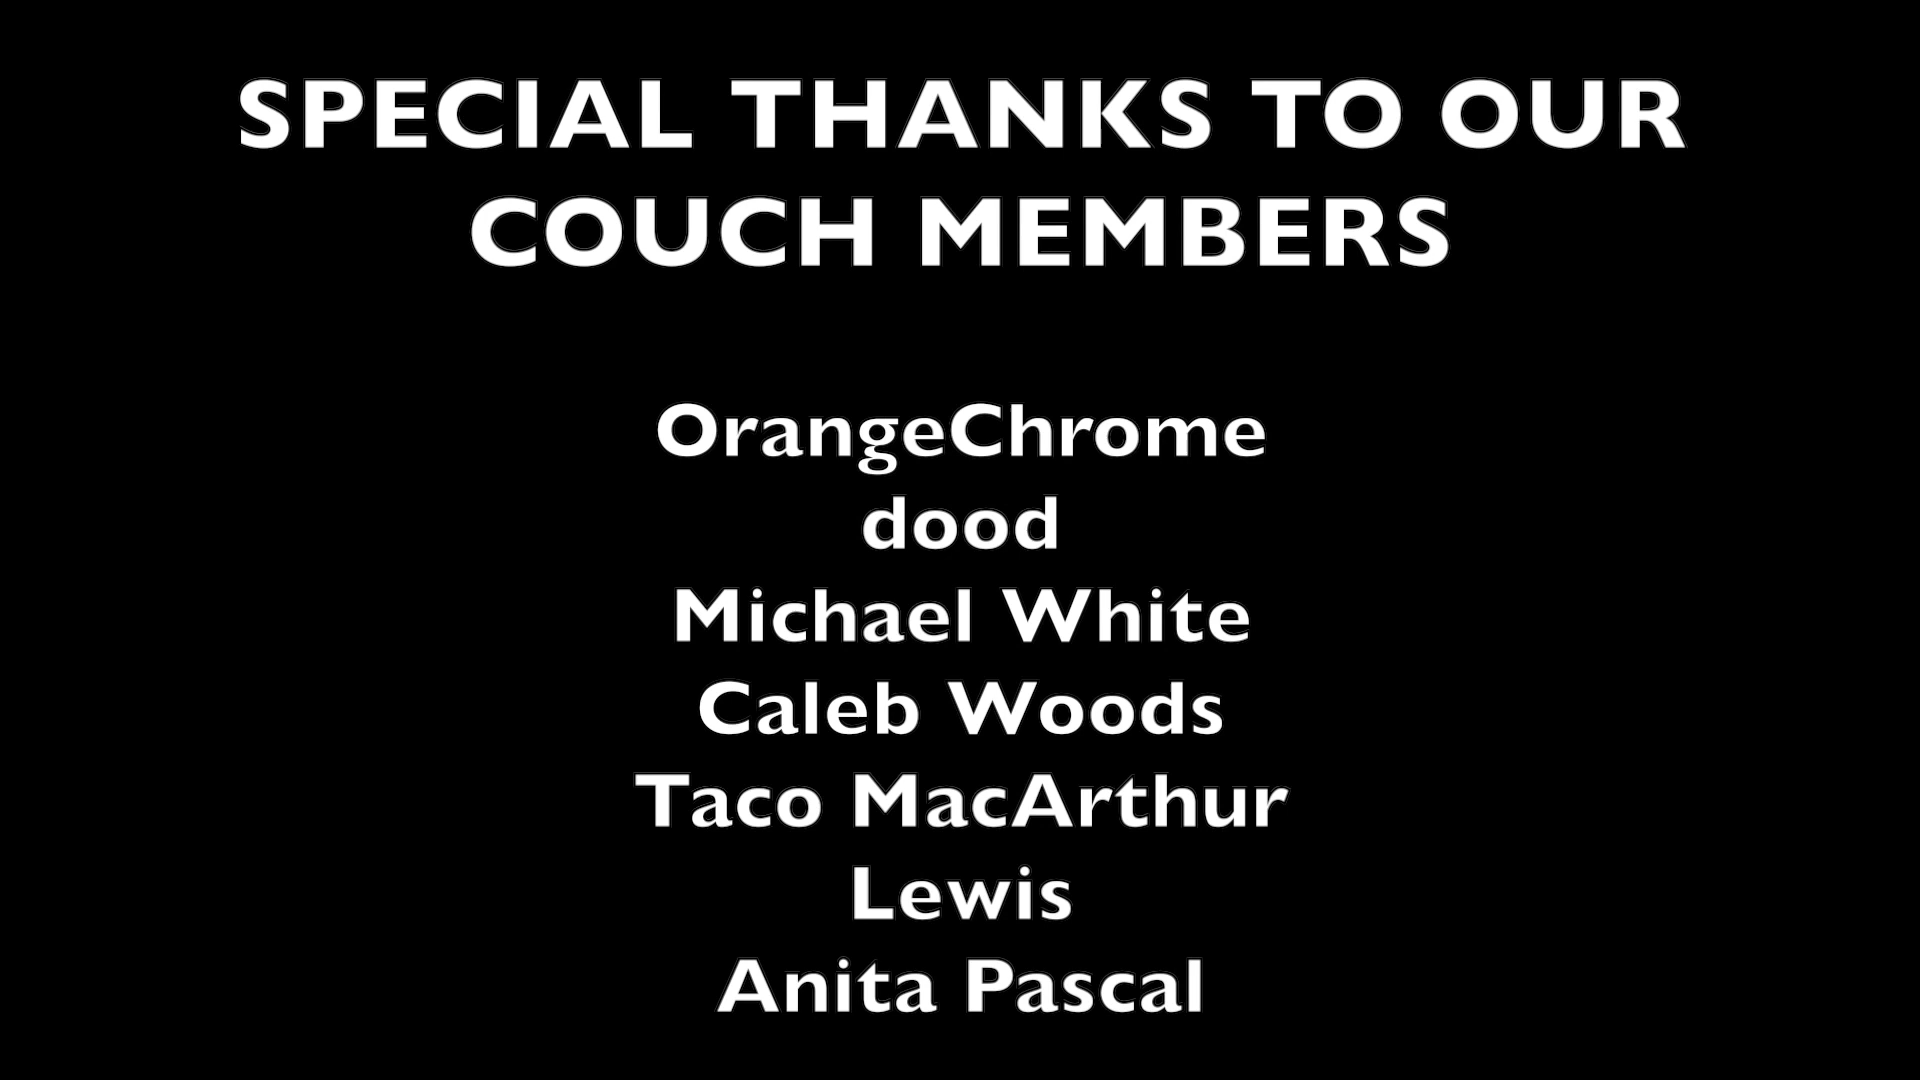 SPECIAL THANKS TO OUR
COUCH MEMBERS
OrangeChrome
dood
Michael White
Caleb Woods
Taco MacArthur
Lewis
Anita Pascal